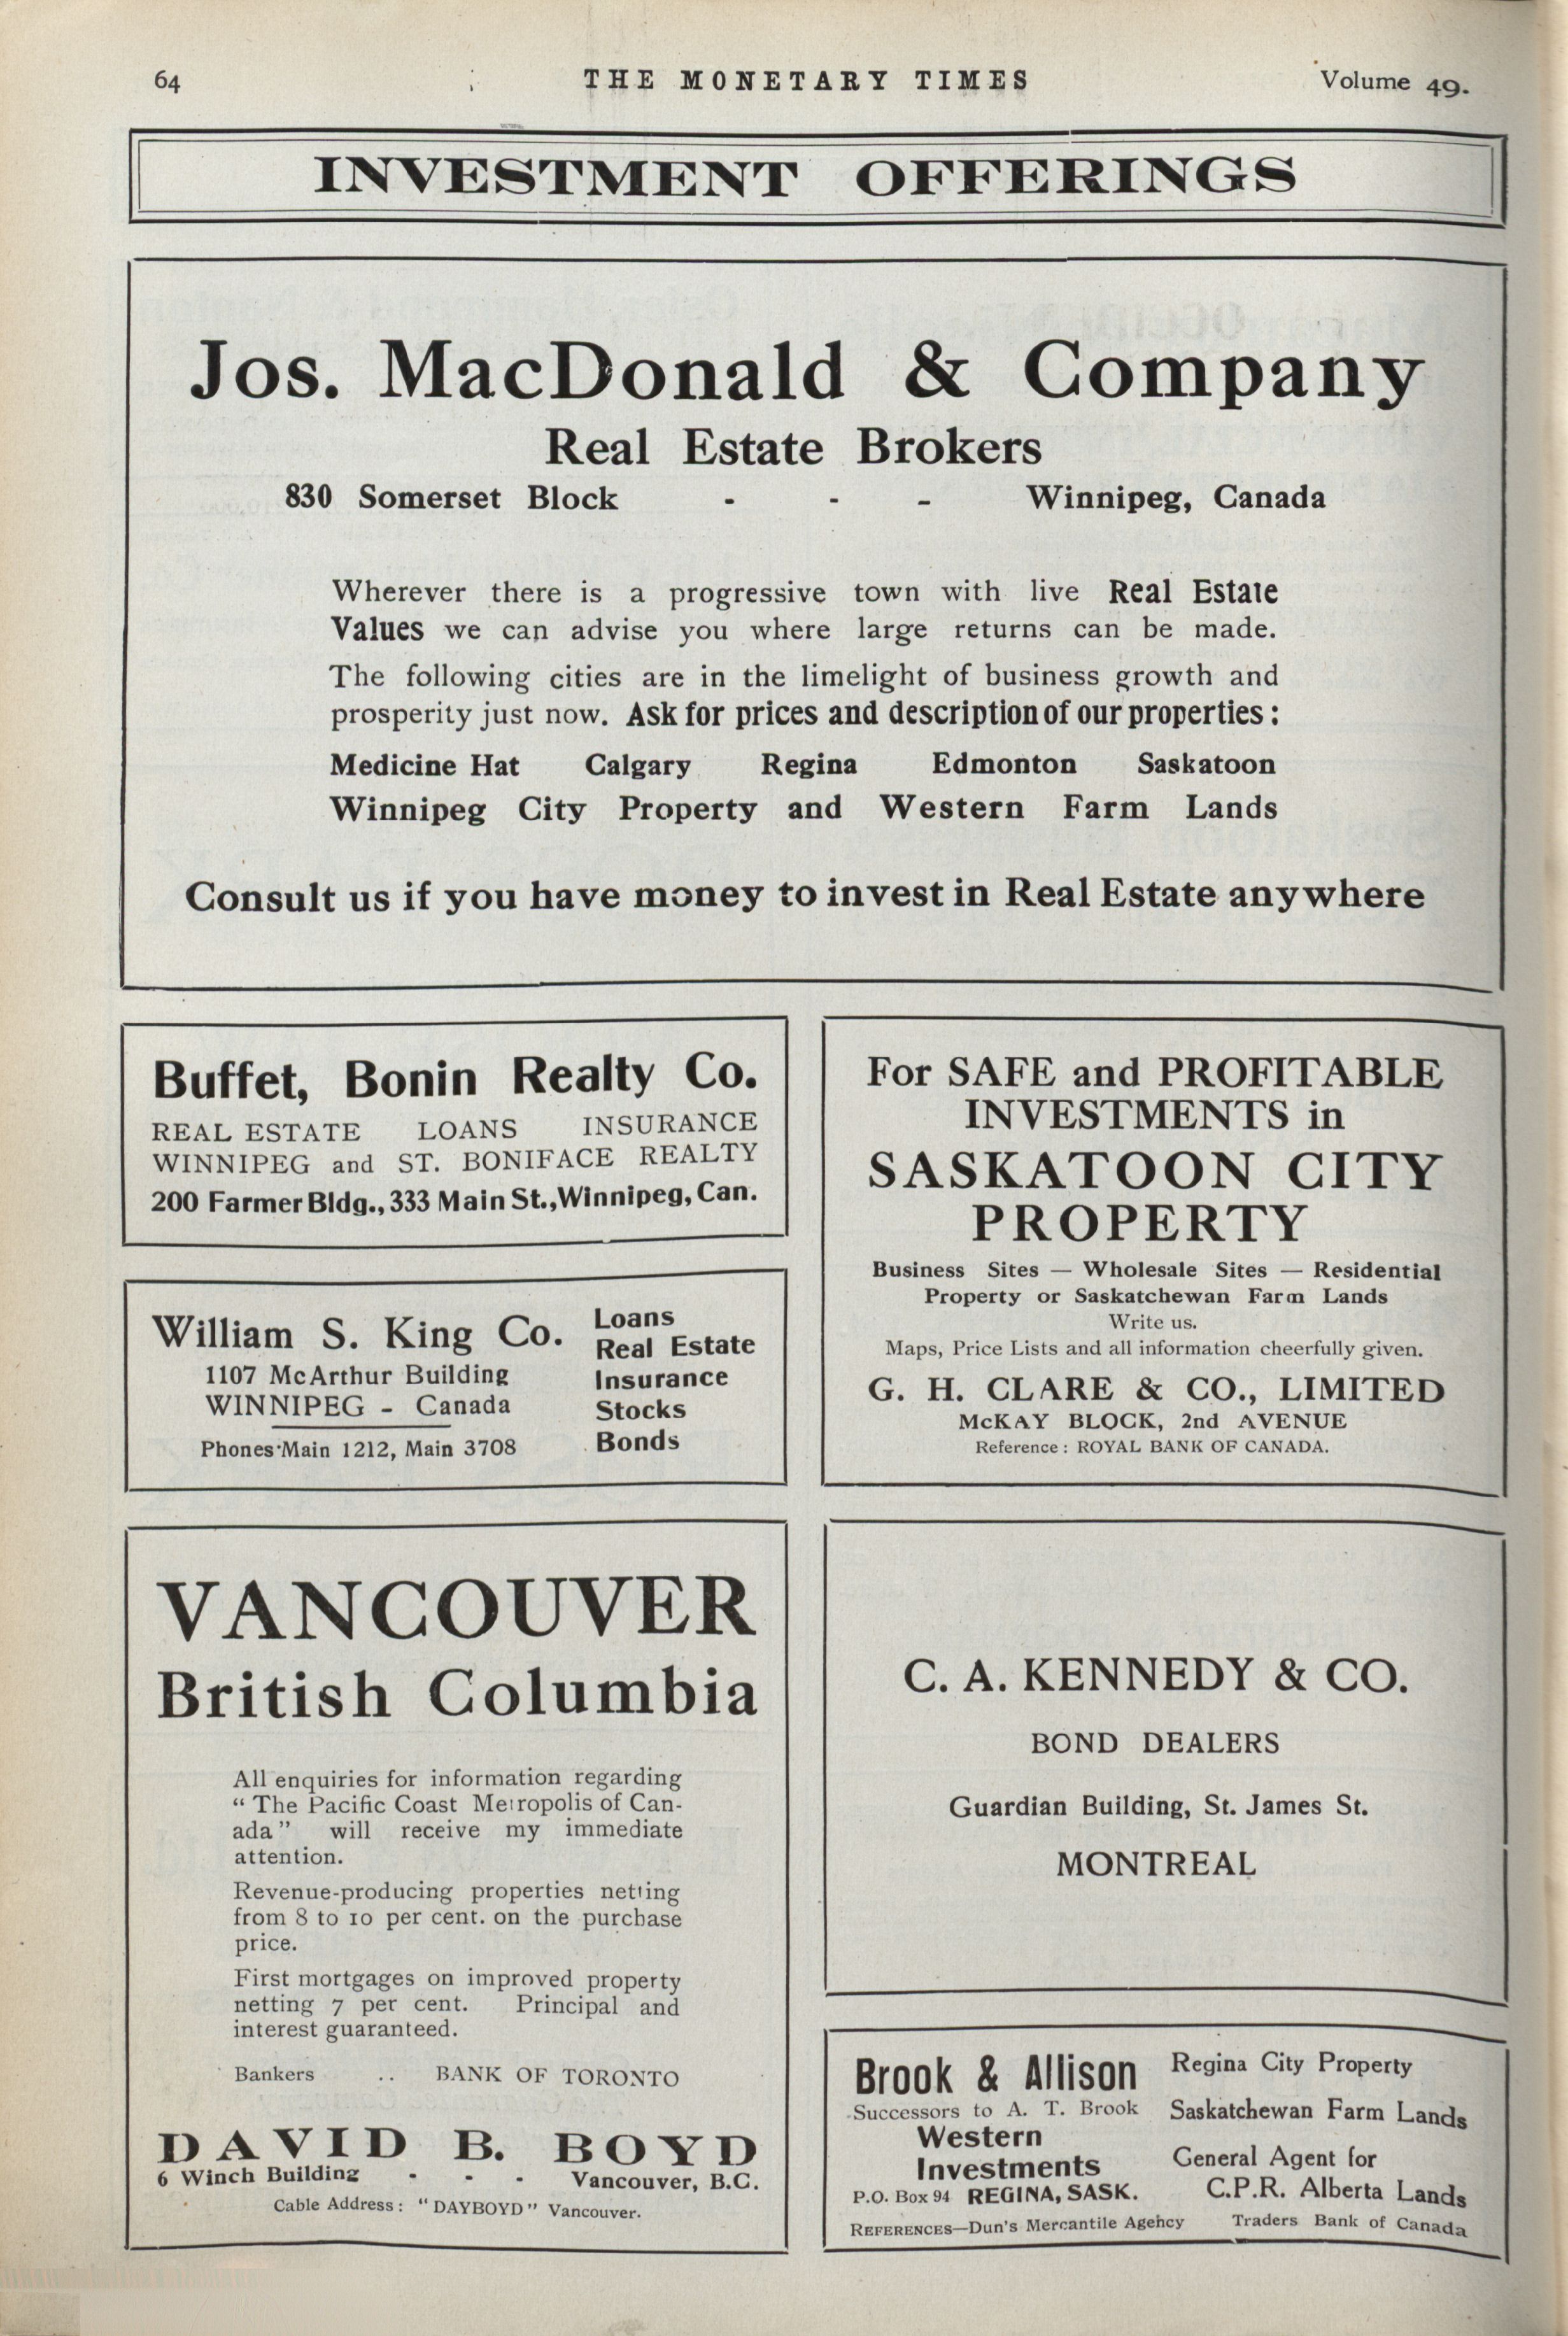 64
THE MONETARY TIMES
Volume 49.
INVESTMENT OFFERINGS
Jos. MacDonald & Company
Real Estate Brokers
830 Somerset Block - - - Winnipeg, Canada
Wherever there is a progressive town with live Real Estate
Values we can advise you where large returns can be made.
The following cities are in the limelight of business growth and
prosperity just now. Ask for prices and description of our properties:
Medicine Hat Calgary Regina Edmonton Saskatoon
Winnipeg City Property and Western Farm Lands
Consult us if you have money to invest in Real Estate anywhere
Buffet, Bonin Realty Co.
REAL ESTATE LOANS INSURANCE
WINNIPEG and ST. BONIFACE REALTY
200 Farmer Bldg., 333 Main St., Winnipeg, Can.
William S. King Co.
1107 McArthur Building
WINNIPEG - Canada
Phones Main 1212, Main 3708
Loans
Real Estate
Insurance
Stocks
Bonds
VANCOUVER
British Columbia
All enquiries for information regarding
"The Pacific Coast Metropolis of Can-
ada" will receive my immediate
attention.
Revenue-producing properties netting
from 8 to 10 per cent. on the purchase
price.
First mortgages on improved property
netting 7 per cent. Principal and
interest guaranteed.
Bankers .. BANK OF TORONTO
DAVID B. BOYD
6 Winch Building - - - Vancouver, B.C.
Cable Address: "DAYBOYD" Vancouver.
For SAFE and PROFITABLE
INVESTMENTS in
SASKATOON CITY
PROPERTY
Business Sites — Wholesale Sites — Residential
Property or Saskatchewan Farm Lands
Write us.
Maps, Price Lists and all information cheerfully given.
G. H. CLARE & CO., LIMITED
McKAY BLOCK, 2nd AVENUE
Reference: ROYAL BANK OF CANADA.
C. A. KENNEDY & CO.
BOND DEALERS
Guardian Building, St. James St.
MONTREAL
Brook & Allison
Successors to A. T. Brook
Western
Investments
P.O. Box 94 REGINA, SASK.
Regina City Property
Saskatchewan Farm Lands
General Agent for
C.P.R. Alberta Lands
REFERENCES—Dun's Mercantile Agency Traders Bank of Canada